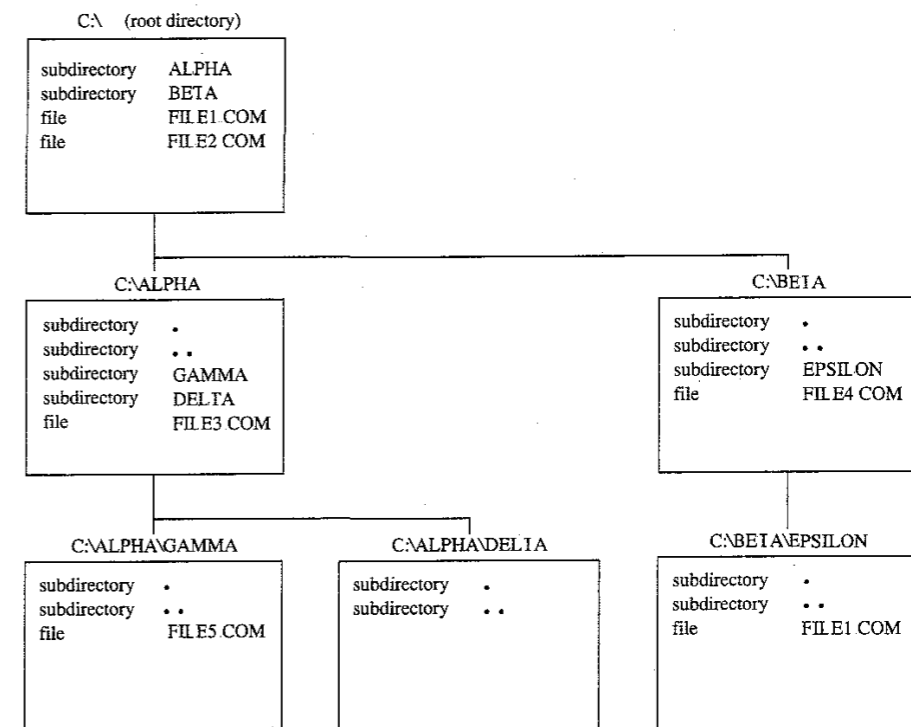 C:\ (root directory)
subdirectory ALPHA
subdirectory BETA
file FILE1.COM
file FILE2 COM
C:\ALPHA
subdirectory .
subdirectory . .
subdirectory GAMMA
subdirectory DELTA
file FILE3.COM
C:\BETA
subdirectory .
subdirectory . .
subdirectory EPSILON
file FILE4 COM
C:\ALPHA\GAMMA
subdirectory .
subdirectory . .
file FILE5.COM
C:\ALPHA\DELTA
subdirectory .
subdirectory . .
C:\BETA\EPSILON
subdirectory .
subdirectory . .
file FILE1.COM